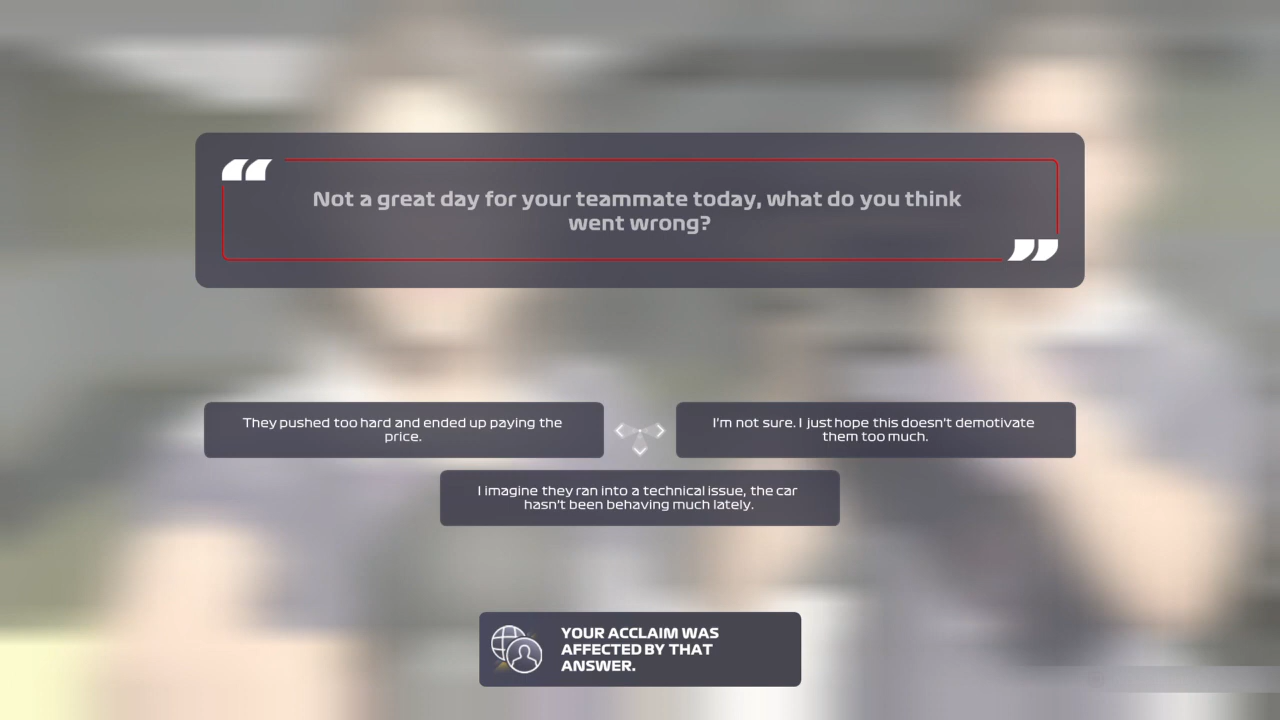 Not a great day for your teammate today, what do you think
went wrong?
They pushed too hard and ended up paying the
price.
I'm not sure. I just hope this doesn't demotivate
them too much.
I imagine they ran into a technical issue, the car
hasn't been behaving much lately.
YOUR ACCLAIM WAS
AFFECTED BY THAT
ANSWER.